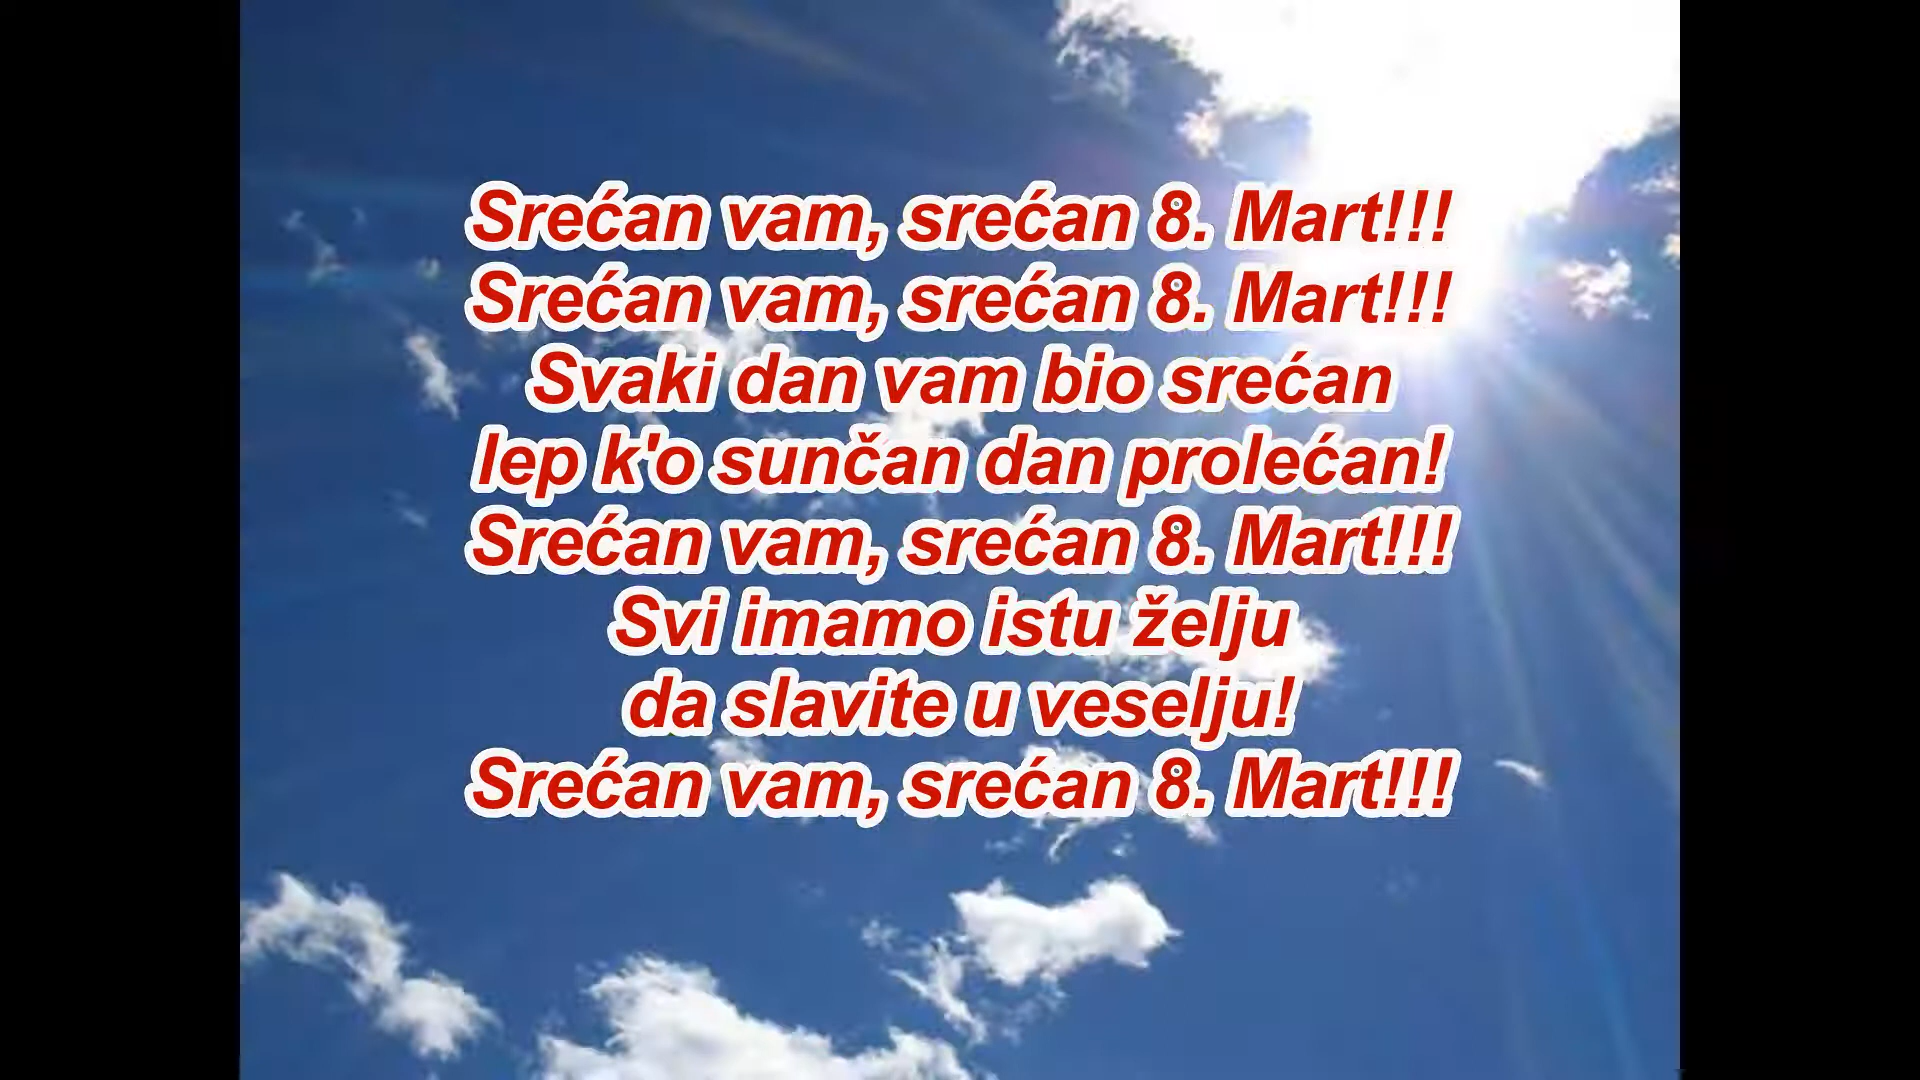 Srećan vam, srećan 8. Mart!!!
Srećan vam, srećan 8. Mart!!!
Svaki dan vam bio srećan
lep k'o sunčan dan prolećan!
Srećan vam, srećan 8. Mart!!!
Svi imamo istu želju
da slavite u veselju!
Srećan vam, srećan 8. Mart!!!